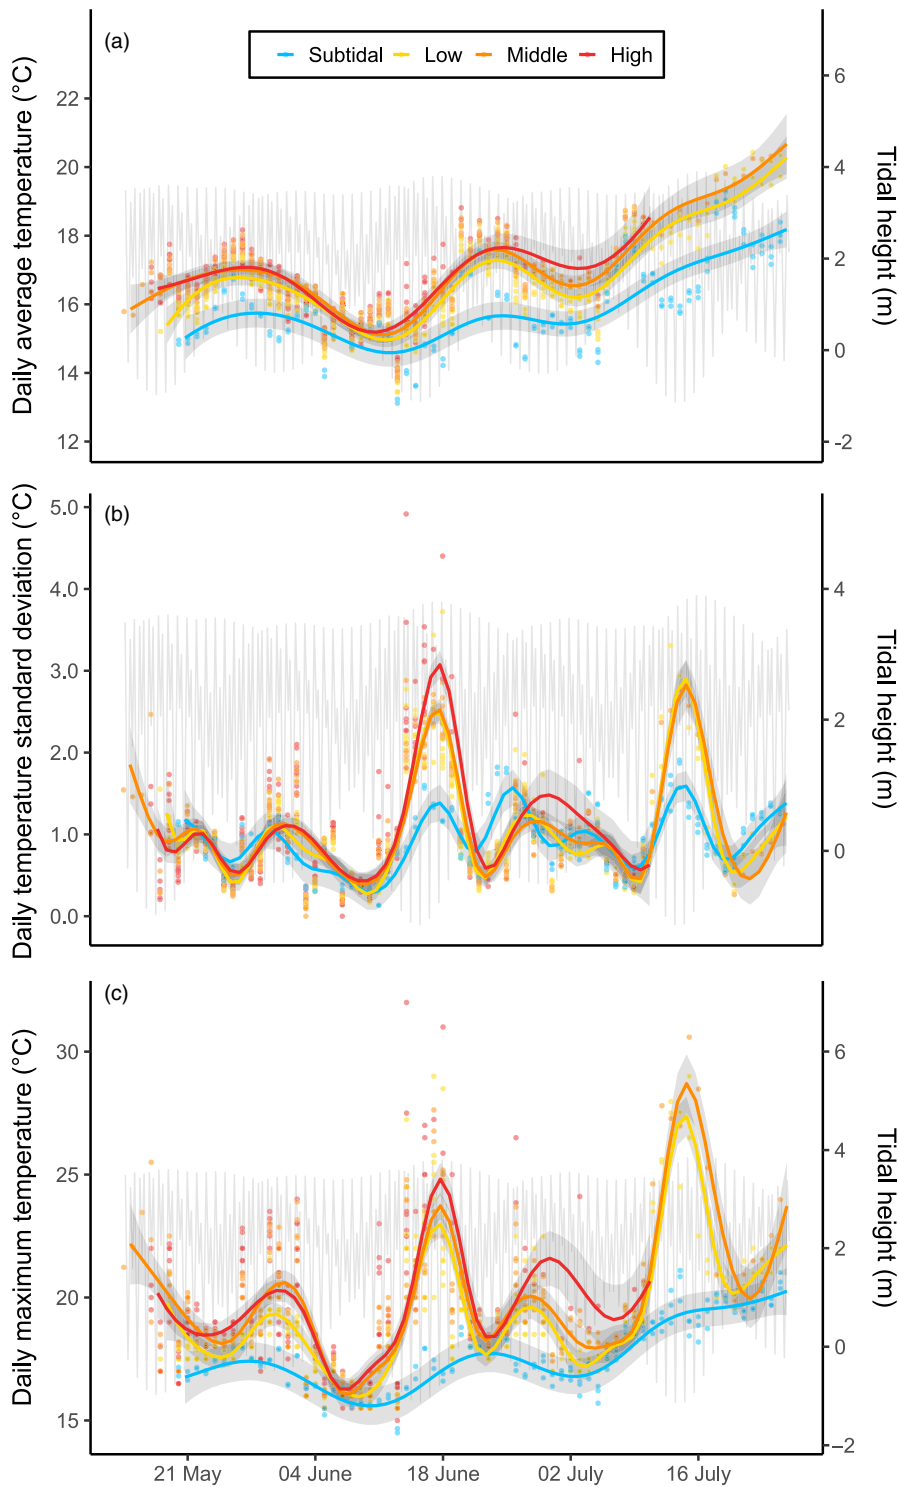 (a)
Subtidal Low Middle High
Daily average temperature (°C)
22
20
18
16
14
12
6
4
2
0
-2
Tidal height (m)
(b)
Daily temperature standard deviation (°C)
5.0
4.0
3.0
2.0
1.0
0.0
4
2
0
Tidal height (m)
(c)
Daily maximum temperature (°C)
30
25
20
15
6
4
2
0
−2
Tidal height (m)
21 May 04 June 18 June 02 July 16 July